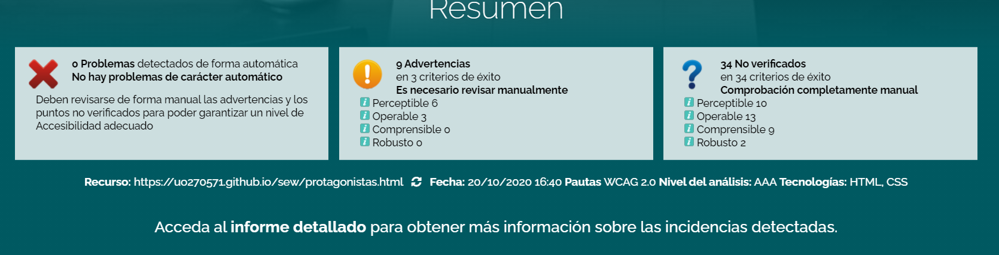 Resumen
0 Problemas detectados de forma automática
No hay problemas de carácter automático
Deben revisarse de forma manual las advertencias y los
puntos no verificados para poder garantizar un nivel de
Accesibilidad adecuado
9 Advertencias
en 3 criterios de éxito
Es necesario revisar manualmente
Perceptible 6
Operable 3
Comprensible 0
Robusto 0
34 No verificados
en 34 criterios de éxito
Comprobación completamente manual
Perceptible 10
Operable 13
Comprensible 9
Robusto 2
Recurso: https://uo270571.github.io/sew/protagonistas.html Fecha: 20/10/2020 16:40 Pautas WCAG 2.0 Nivel del análisis: AAA Tecnologías: HTML, CSS
Acceda al informe detallado para obtener más información sobre las incidencias detectadas.